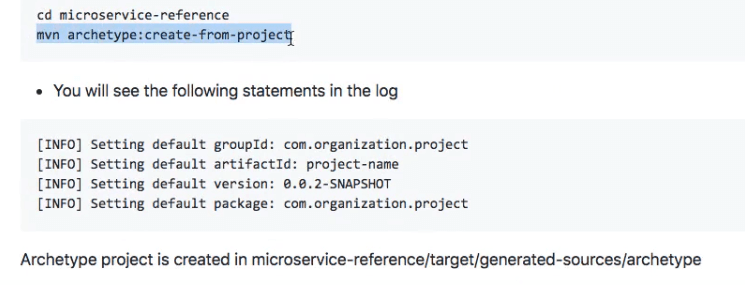 cd microservice-reference
mvn archetype:create-from-project
• You will see the following statements in the log
[INFO] Setting default groupId: com.organization.project
[INFO] Setting default artifactId: project-name
[INFO] Setting default version: 0.0.2-SNAPSHOT
[INFO] Setting default package: com.organization.project
Archetype project is created in microservice-reference/target/generated-sources/archetype